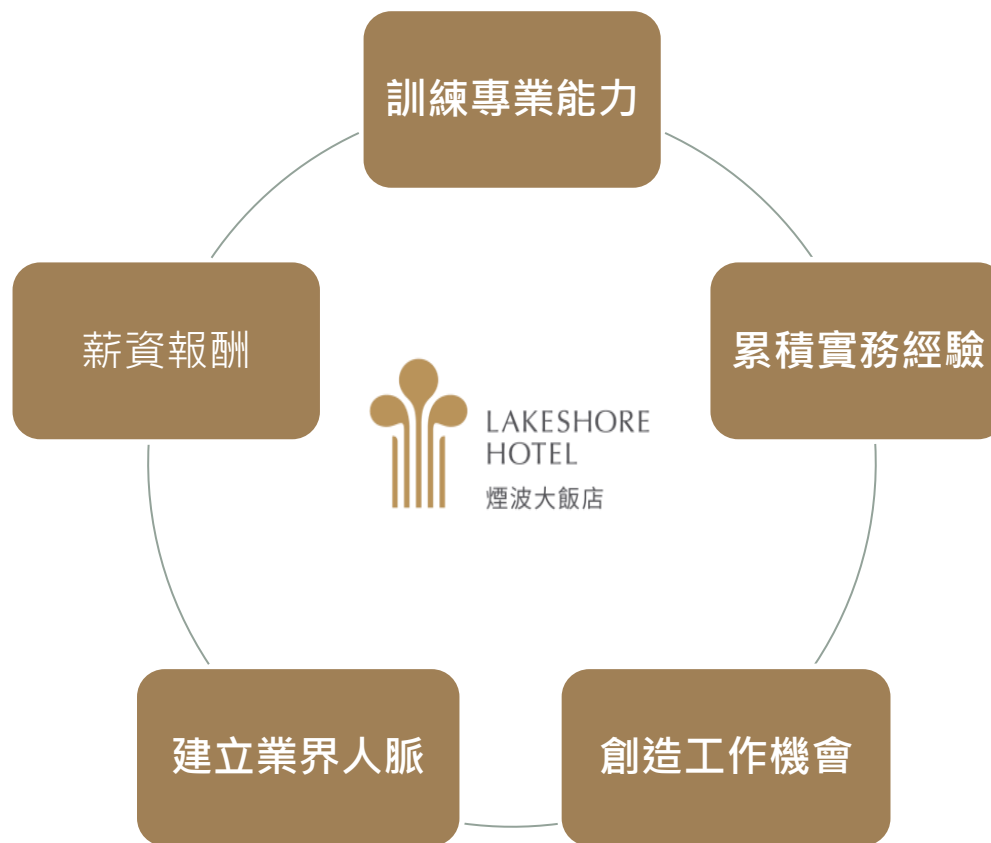 訓練專業能力
薪資報酬
累積實務經驗
LAKESHORE
HOTEL
煙波大飯店
建立業界人脈
創造工作機會